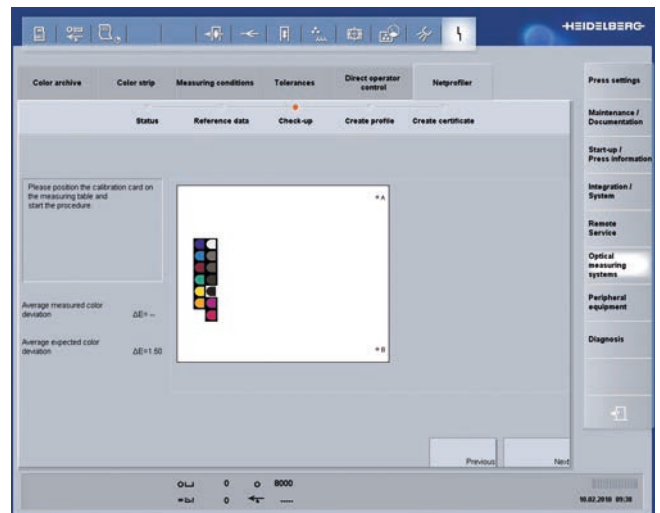 HEIDELBERG
Color archive
Color strip
Measuring conditions
Tolerances
Direct operator
control
Netprofiler
Status
Reference data
Check-up
Create profile
Create certificate
Please position the calibration card on
the measuring table and
start the procedure.
A
B
Average measured color
deviation ΔE= --
Average expected color
deviation ΔE=1.50
Previous
Next
Press settings
Maintenance /
Documentation
Start-up /
Press information
Integration /
System
Remote
Service
Optical
measuring
systems
Peripheral
equipment
Diagnosis
0 8000
0 ----
10.02.2010 09:38